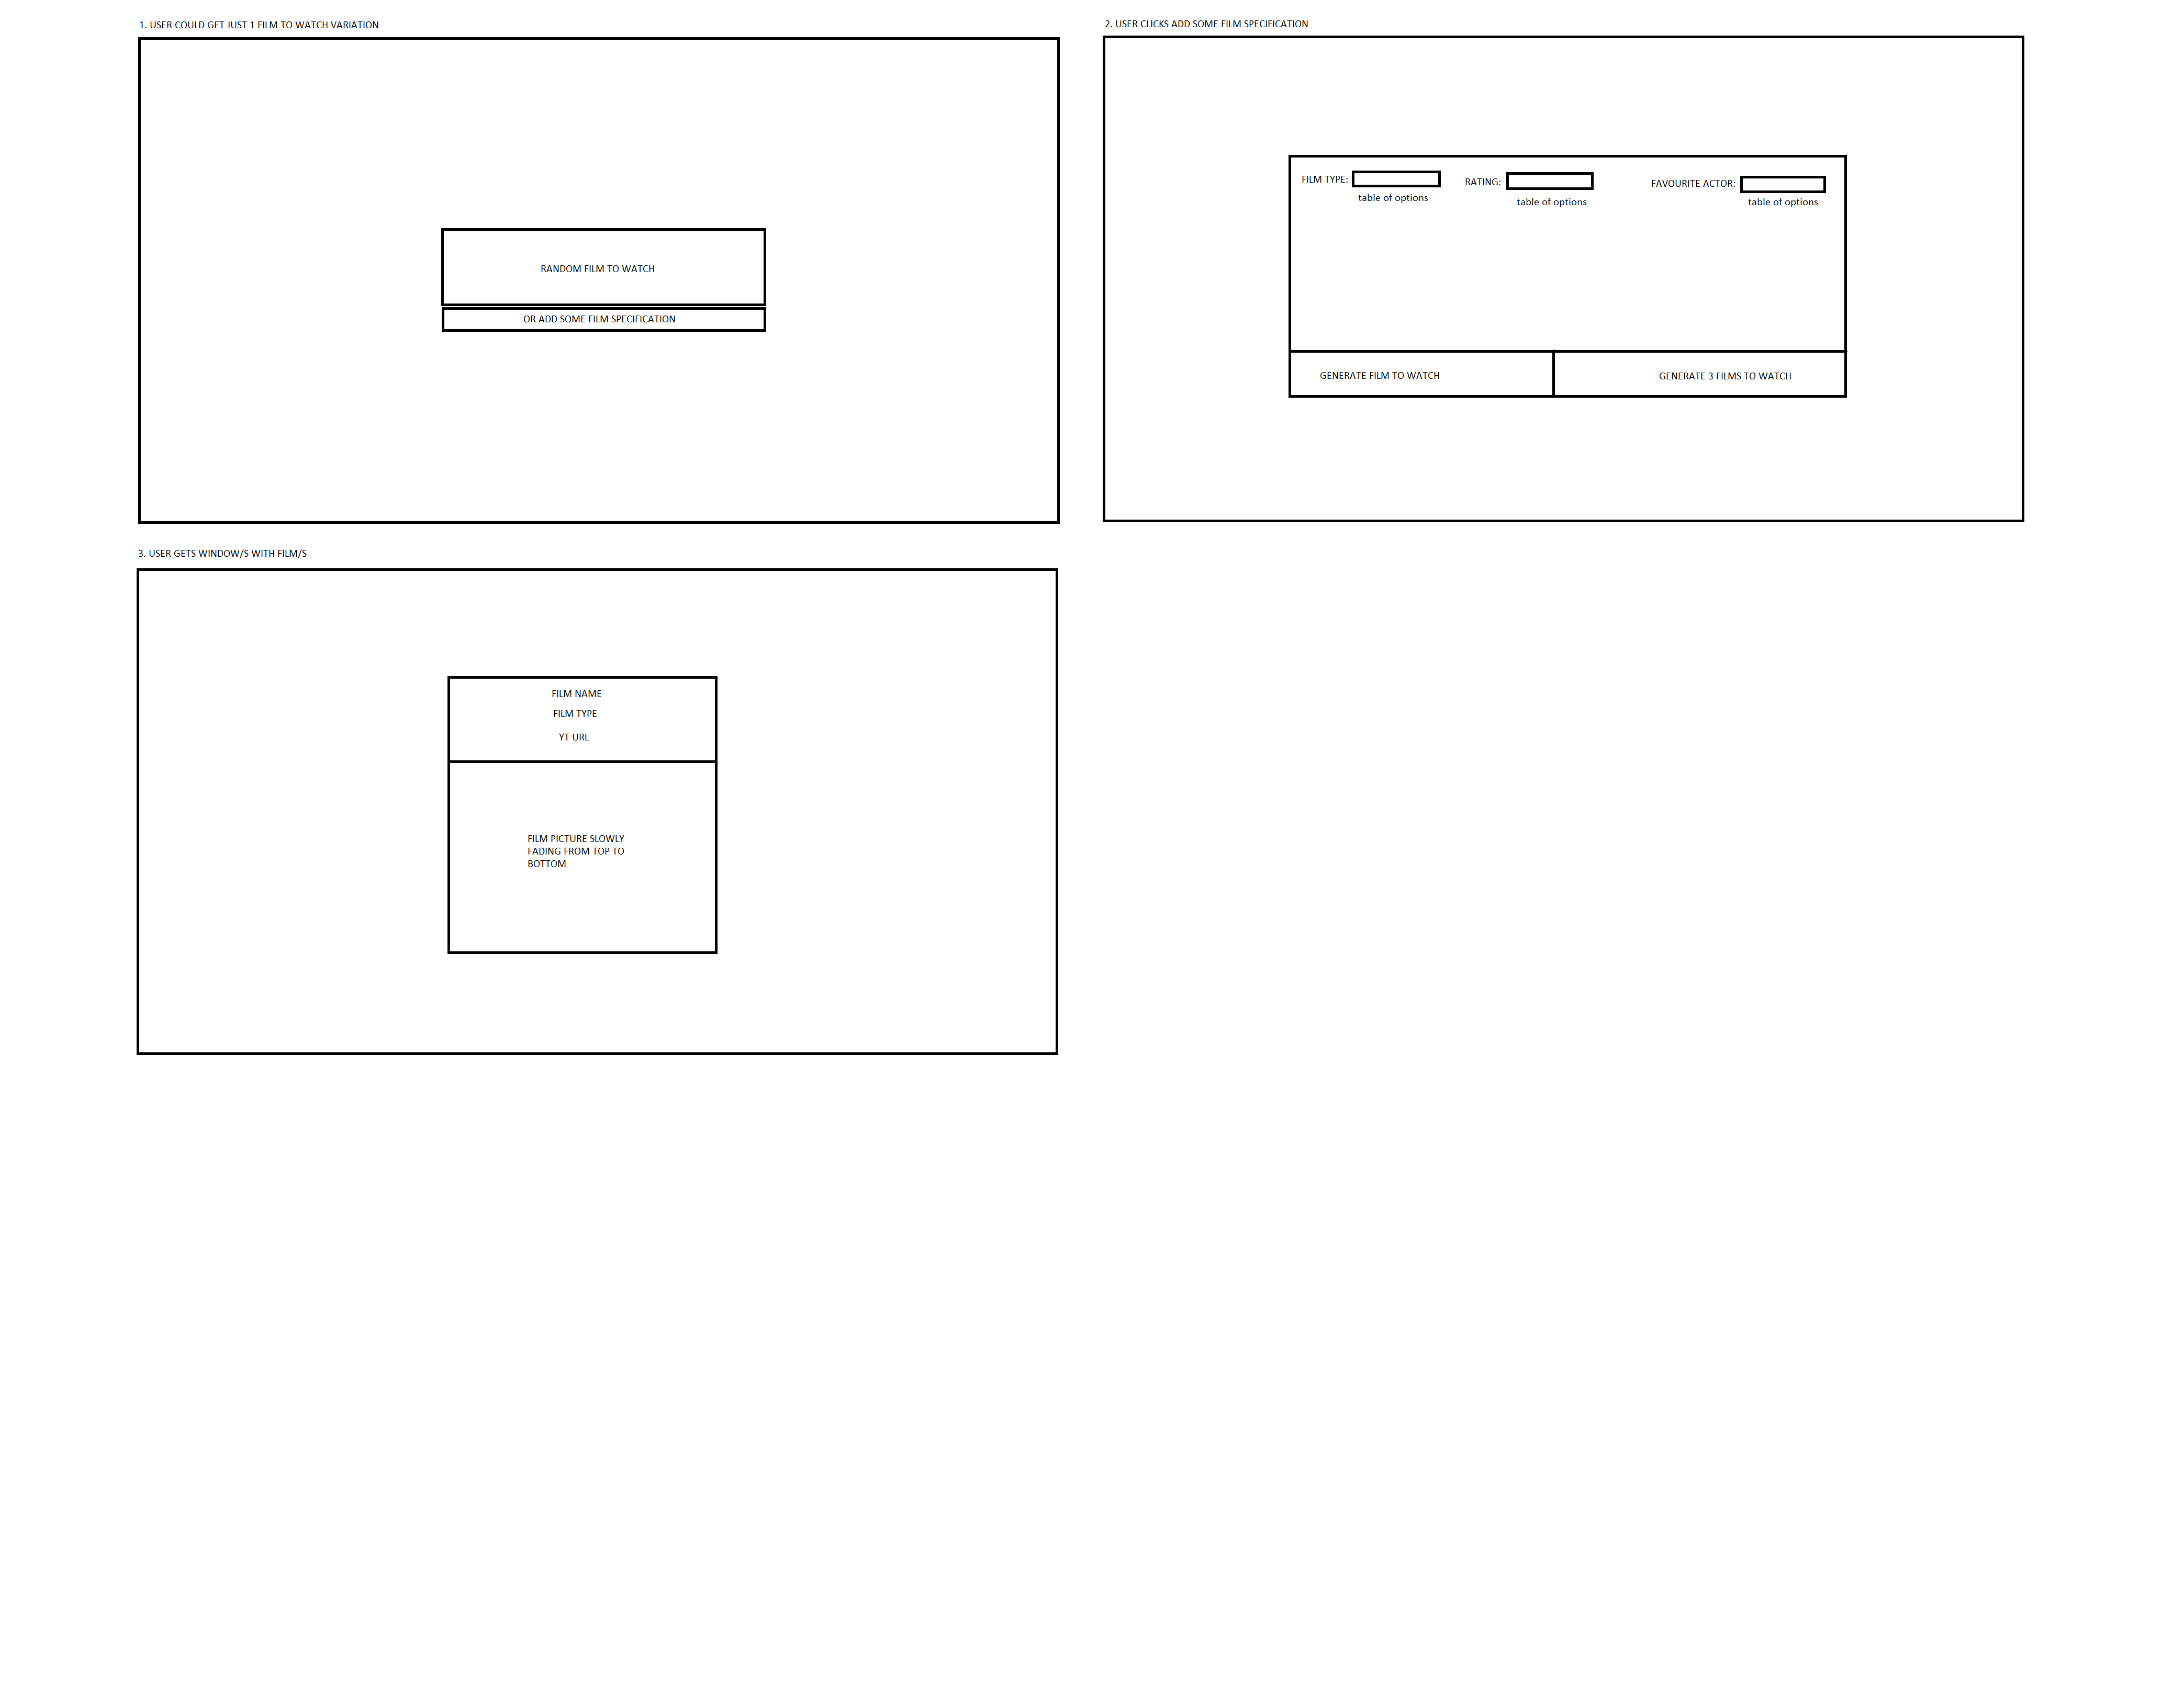 1. USER COULD GET JUST 1 FILM TO WATCH VARIATION
RANDOM FILM TO WATCH
OR ADD SOME FILM SPECIFICATION
2. USER CLICKS ADD SOME FILM SPECIFICATION
FILM TYPE:
table of options
RATING:
table of options
FAVOURITE ACTOR:
table of options
GENERATE FILM TO WATCH
GENERATE 3 FILMS TO WATCH
3. USER GETS WINDOW/S WITH FILM/S
FILM NAME
FILM TYPE
YT URL
FILM PICTURE SLOWLY
FADING FROM TOP TO
BOTTOM